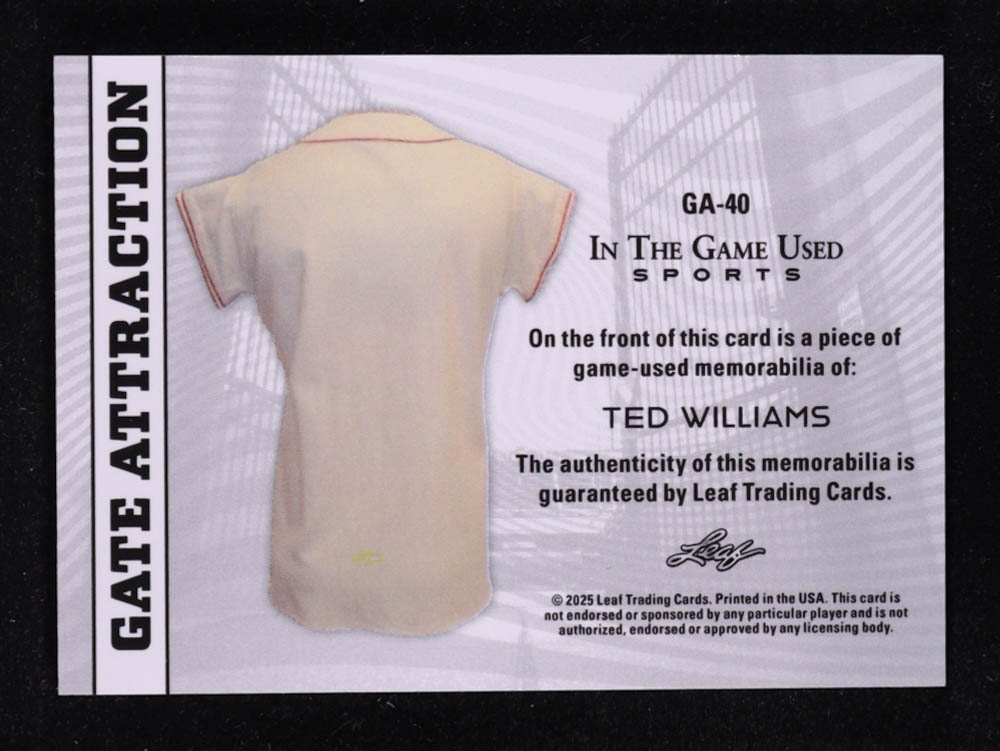 GATE ATTRACTION
GA-40
IN THE GAME USED
SPORTS
On the front of this card is a piece of
game-used memorabilia of:
TED WILLIAMS
The authenticity of this memorabilia is
guaranteed by Leaf Trading Cards.
Leaf
© 2025 Leaf Trading Cards. Printed in the USA. This card is
not endorsed or sponsored by any particular player and is not
authorized, endorsed or approved by any licensing body.